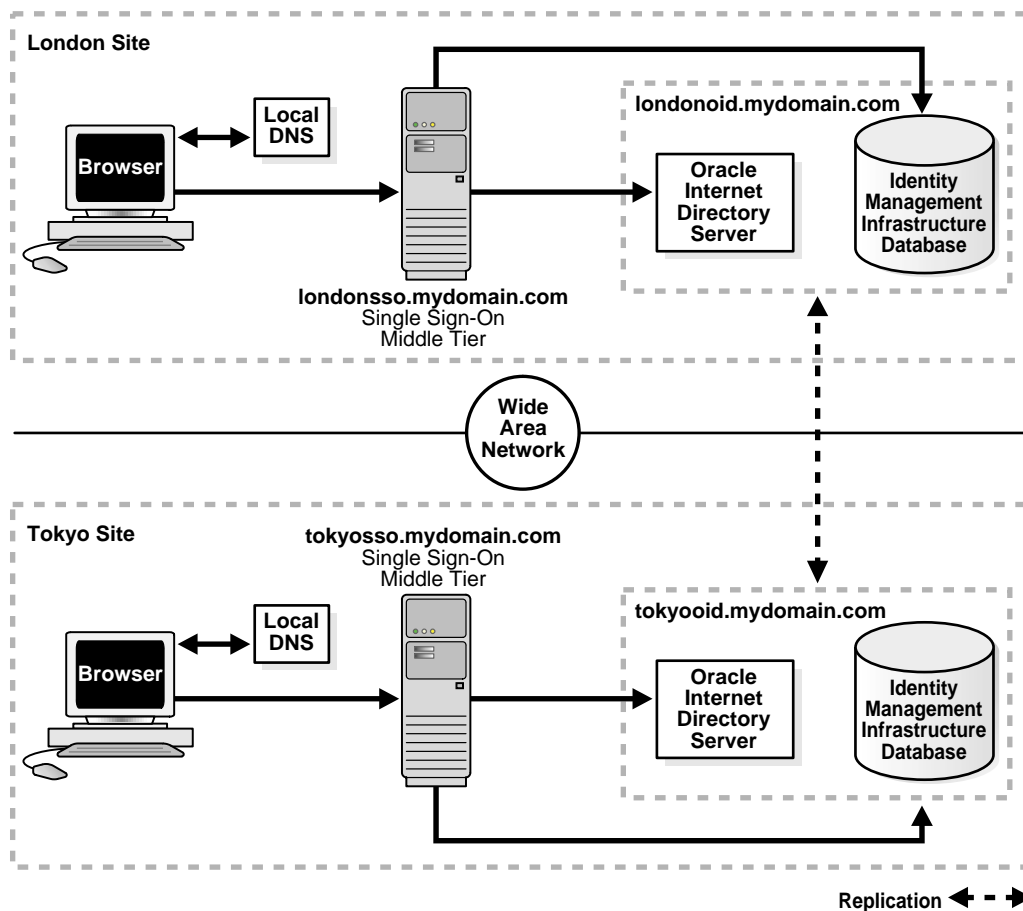 London Site
Local
DNS
Browser
londonsso.mydomain.com
Single Sign-On
Middle Tier
londonoid.mydomain.com
Oracle
Internet
Directory
Server
Identity
Management
Infrastructure
Database
Wide
Area
Network
Tokyo Site
tokyosso.mydomain.com
Single Sign-On
Middle Tier
Local
DNS
Browser
tokyooid.mydomain.com
Oracle
Internet
Directory
Server
Identity
Management
Infrastructure
Database
Replication